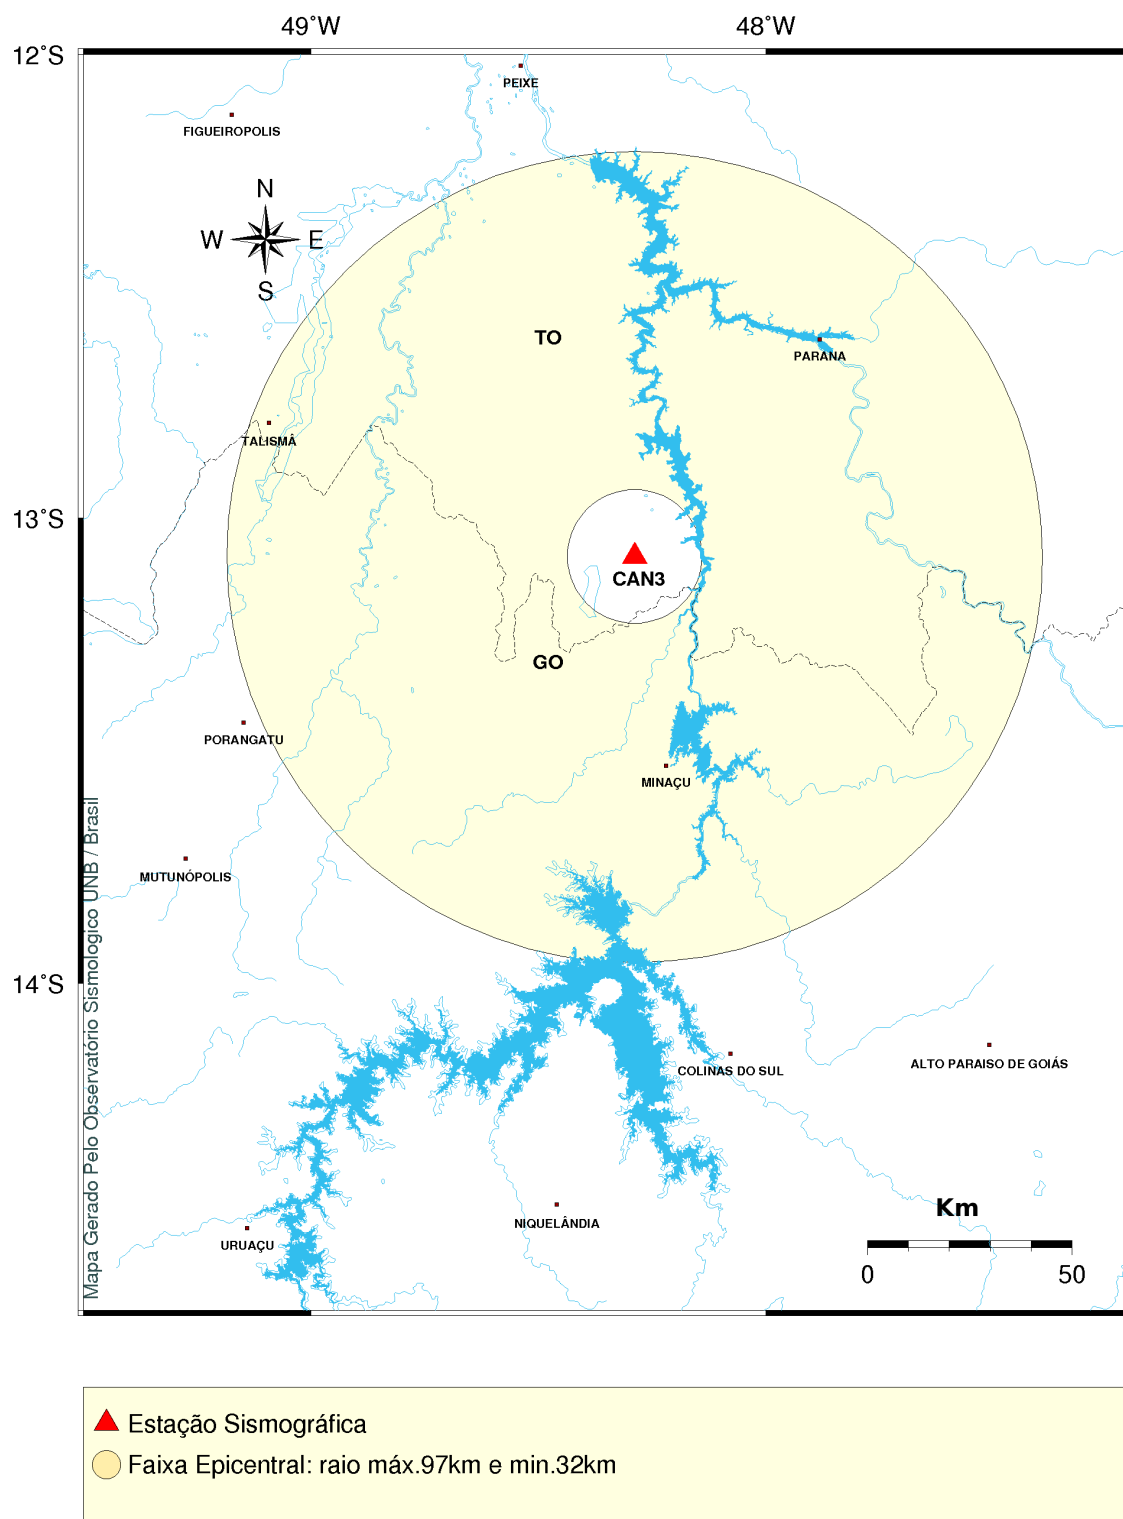 49°W
48°W
12°S
PEIXE
FIGUEIROPOLIS
N
W
E
S
TO
PARANA
TALISMÃ
13°S
CAN3
GO
PORANGATU
MINAÇU
MUTUNÓPOLIS
14°S
COLINAS DO SUL
ALTO PARAISO DE GOIÁS
NIQUELÂNDIA
URUAÇU
Km
0
50
Mapa Gerado Pelo Observatório Sismologico UNB / Brasil
Estação Sismográfica
Faixa Epicentral: raio máx.97km e min.32km